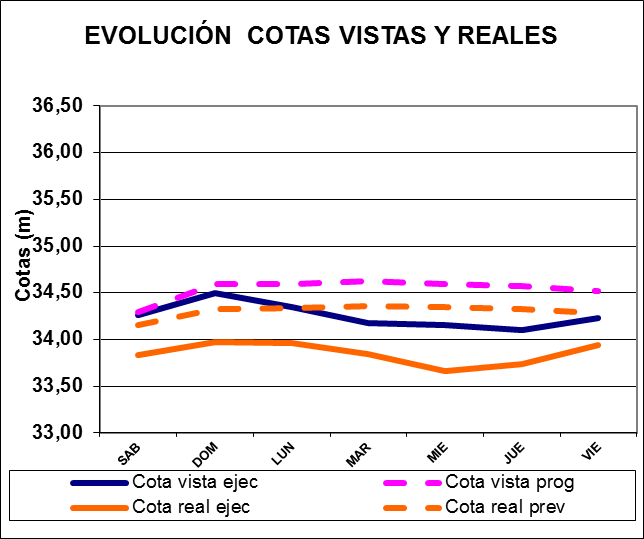 EVOLUCIÓN  COTAS VISTAS Y REALES
36,50
36,00
35,50
35,00
34,50
34,00
33,50
33,00
Cotas (m)
SAB DOM LUN MAR MIE JUE VIE
Cota vista ejec Cota vista prog
Cota real ejec Cota real prev